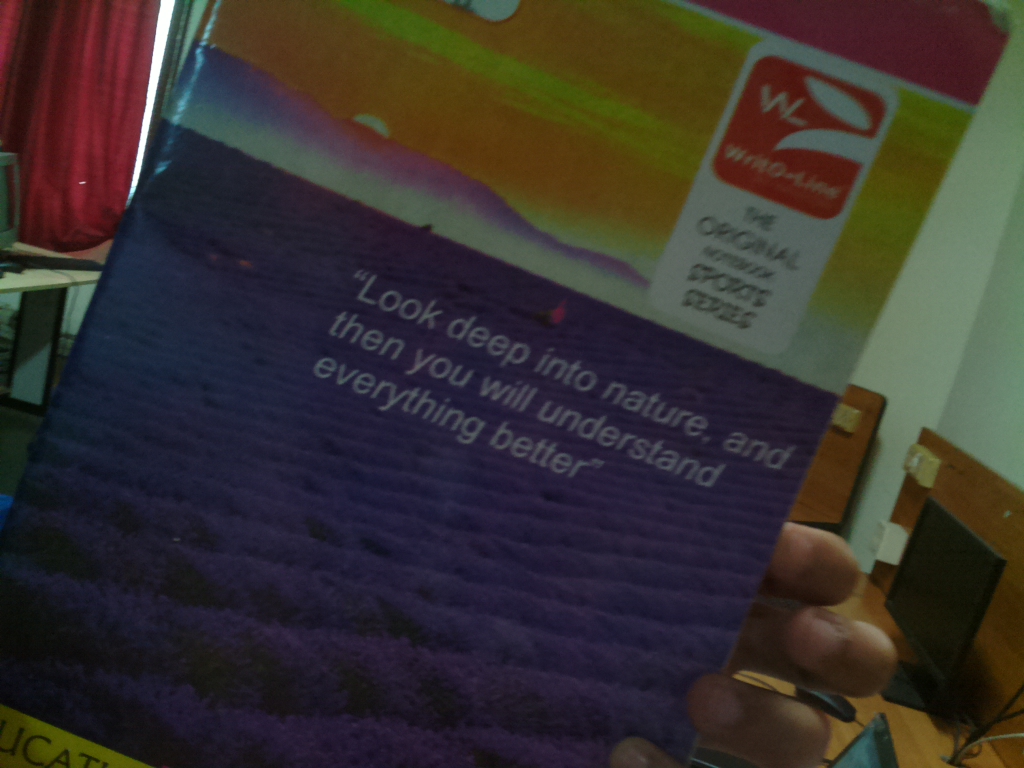 WL
WritO-Line
THE
ORIGINAL
NOTEBOOK
SPORTS
SERIES
“Look deep into nature, and
then you will understand
everything better”
UCATI